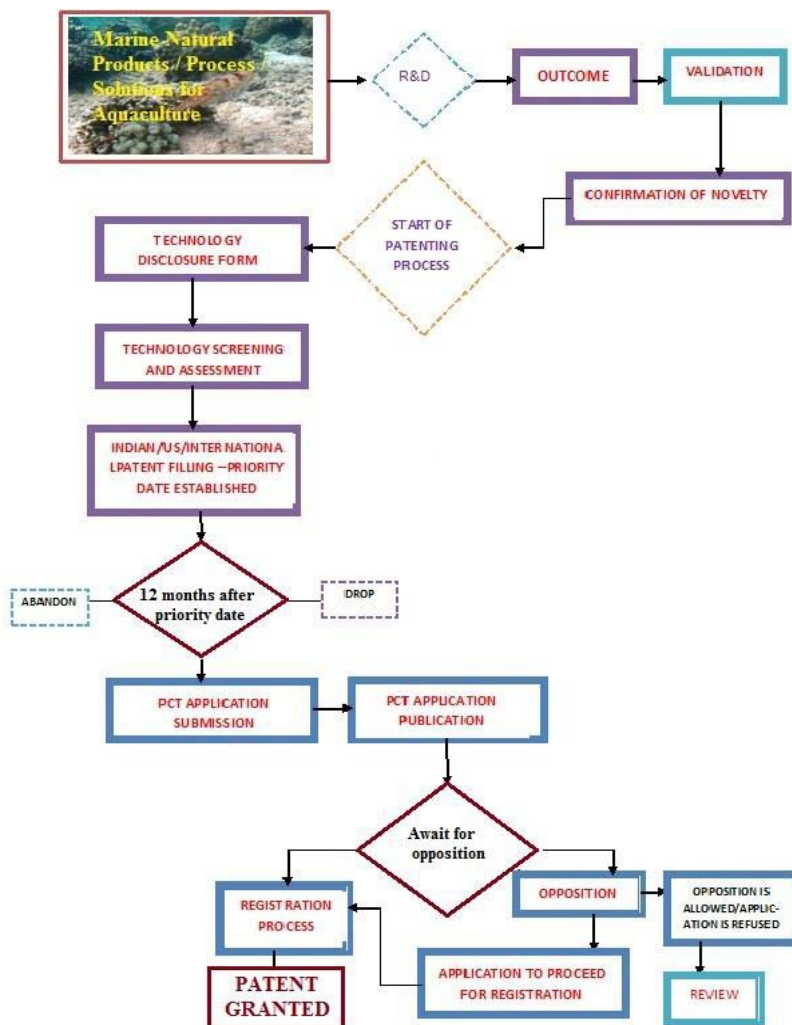 Marine Natural
Products / Process /
Solutions for
Aquaculture
R&D
OUTCOME
VALIDATION
CONFIRMATION OF NOVELTY
START OF
PATENTING
PROCESS
TECHNOLOGY
DISCLOSURE FORM
TECHNOLOGY SCREENING
AND ASSESSMENT
INDIAN/US/INTERNATIONA
LPATENT FILLING –PRIORITY
DATE ESTABLISHED
12 months after
priority date
ABANDON
DROP
PCT APPLICATION
SUBMISSION
PCT APPLICATION
PUBLICATION
Await for
opposition
REGISTRATION
PROCESS
OPPOSITION
OPPOSITION IS
ALLOWED/APPLIC-
ATION IS REFUSED
APPLICATION TO PROCEED
FOR REGISTRATION
REVIEW
PATENT
GRANTED